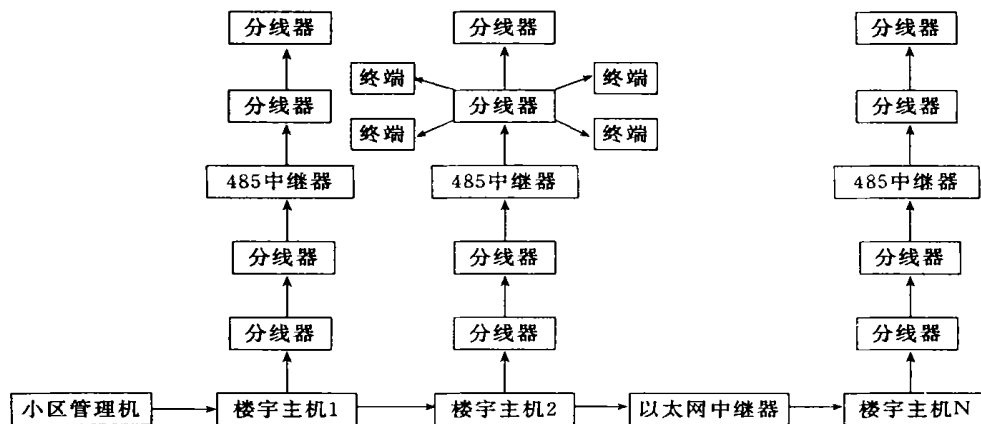 分线器 分线器 分线器
终端 终端
分线器 分线器 分线器
终端 终端
485中继器 485中继器 485中继器
分线器 分线器 分线器
分线器 分线器 分线器
小区管理机 楼宇主机1 楼宇主机2 以太网中继器 楼宇主机N